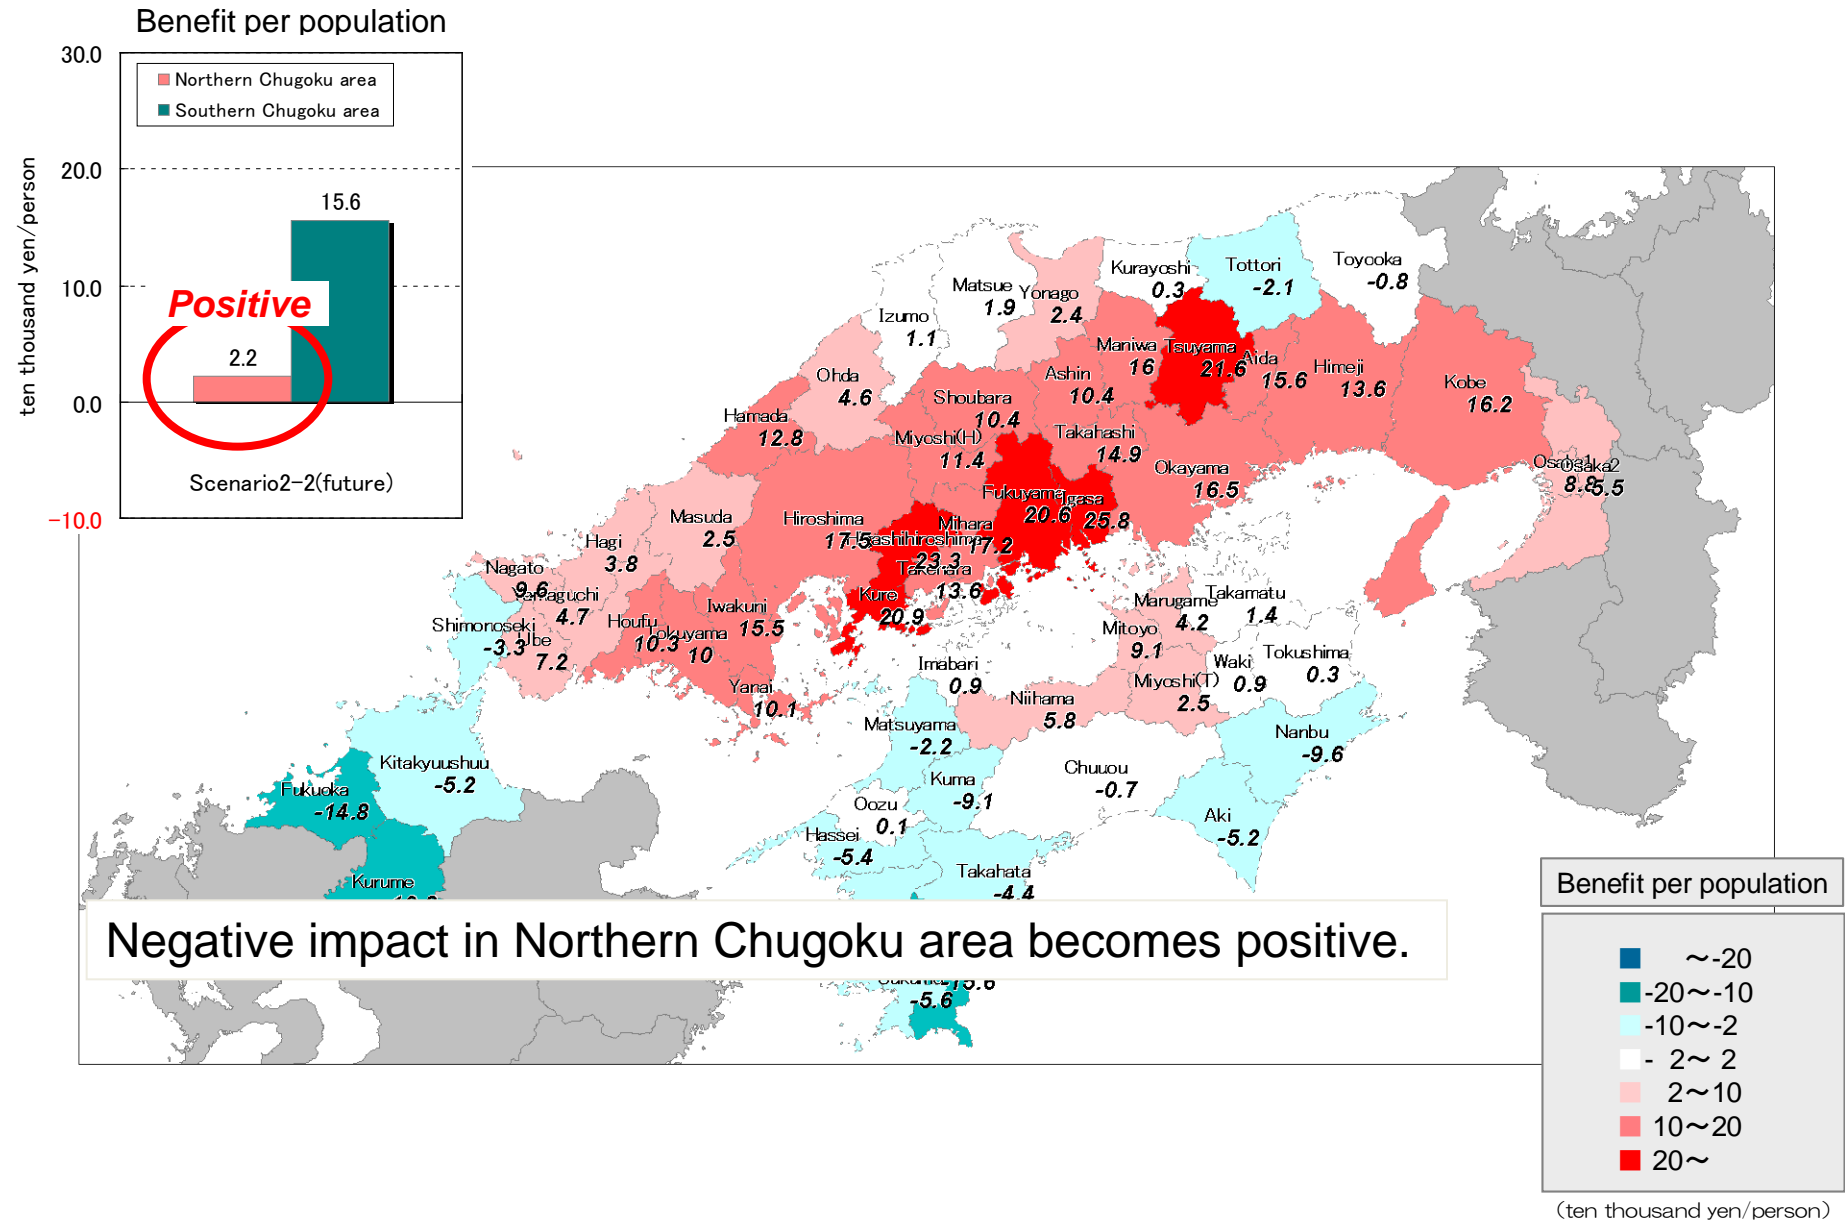 Benefit per population
30.0
20.0
10.0
0.0
-10.0
ten thousand yen/person
Northern Chugoku area
Southern Chugoku area
15.6
Positive
2.2
Scenario2-2(future)
Kurayoshi
0.3
Tottori
-2.1
Toyooka
-0.8
Matsue
1.9
Yonago
2.4
Izumo
1.1
Maniwa
16
Tsuyama
21.6
Aida
15.6
Himeji
13.6
Kobe
16.2
Ohda
4.6
Ashin
10.4
Shoubara
10.4
Hamada
12.8
Miyoshi(H)
11.4
Takahashi
14.9
Okayama
16.5
Osaka1
8.8
Osaka2
5.5
Fukuyama
20.6
Igasa
25.8
Masuda
2.5
Hiroshima
17.5
Mihara
17.2
Higashihiroshima
23.3
Hagi
3.8
Nagato
9.6
Takehara
13.6
Yamaguchi
4.7
Iwakuni
15.5
Kure
20.9
Marugame
4.2
Takamatu
1.4
Shimonoseki
-3.3
Ube
7.2
Houfu
10.3
Tokuyama
10
Mitoyo
9.1
Imabari
0.9
Waki
0.9
Tokushima
0.3
Yanai
10.1
Niihama
5.8
Miyoshi(T)
2.5
Matsuyama
-2.2
Nanbu
-9.6
Kitakyuushuu
-5.2
Fukuoka
-14.8
Kuma
-9.1
Chuuou
-0.7
Oozu
0.1
Aki
-5.2
Hassei
-5.4
Takahata
-4.4
Kurume
Negative impact in Northern Chugoku area becomes positive.
-15.6
-5.6
Benefit per population
～-20
-20～-10
-10～-2
- 2～ 2
2～10
10～20
20～
(ten thousand yen/person)